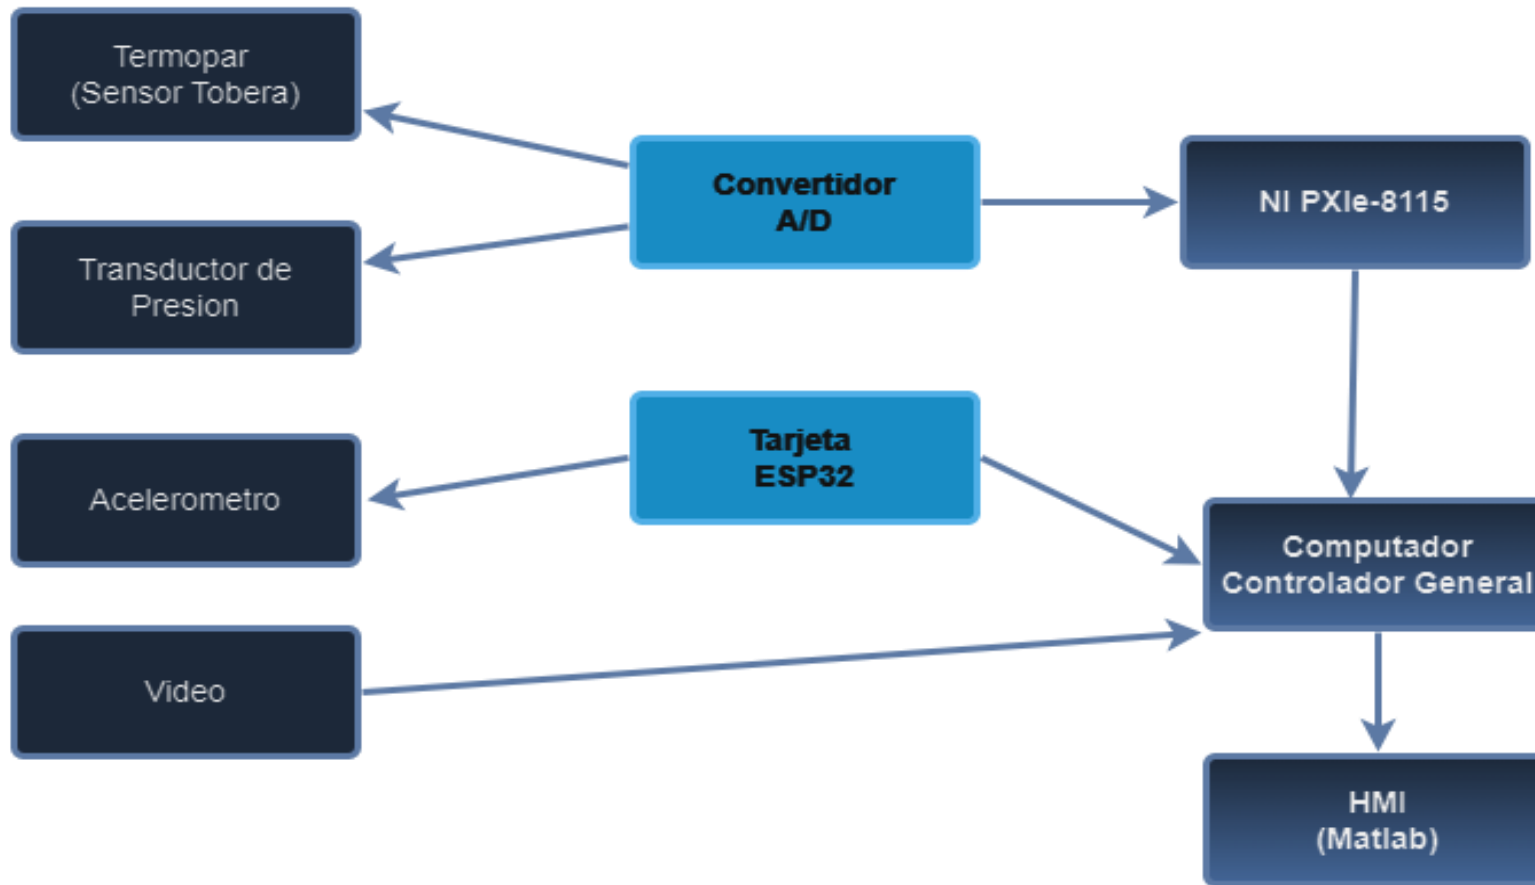 Termopar
(Sensor Tobera)
Convertidor
A/D
NI PXIe-8115
Transductor de
Presion
Tarjeta
ESP32
Acelerometro
Computador
Controlador General
Video
HMI
(Matlab)